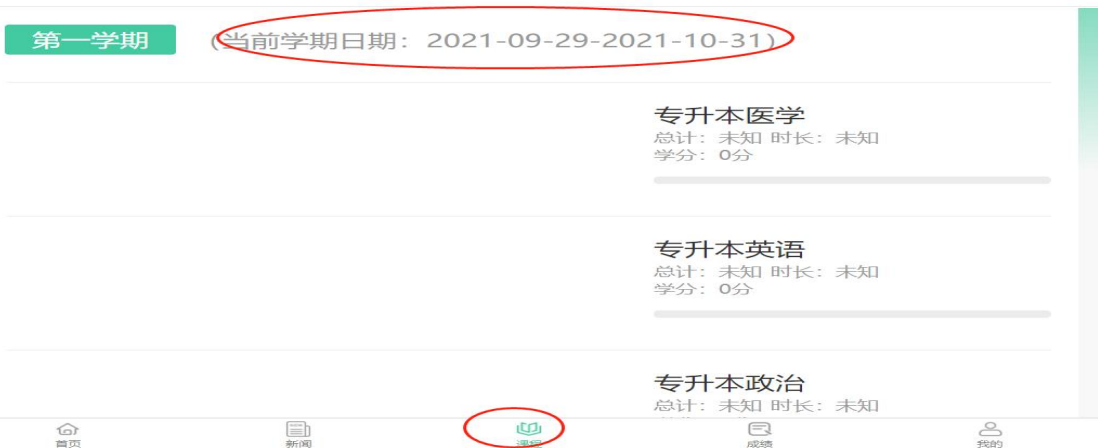 第一学期 (当前学期日期：2021-09-29-2021-10-31)
专升本医学
总计：未知 时长：未知
学分：0分
专升本英语
总计：未知 时长：未知
学分：0分
专升本政治
总计：未知 时长：未知
首页 新闻 课程 成绩 我的